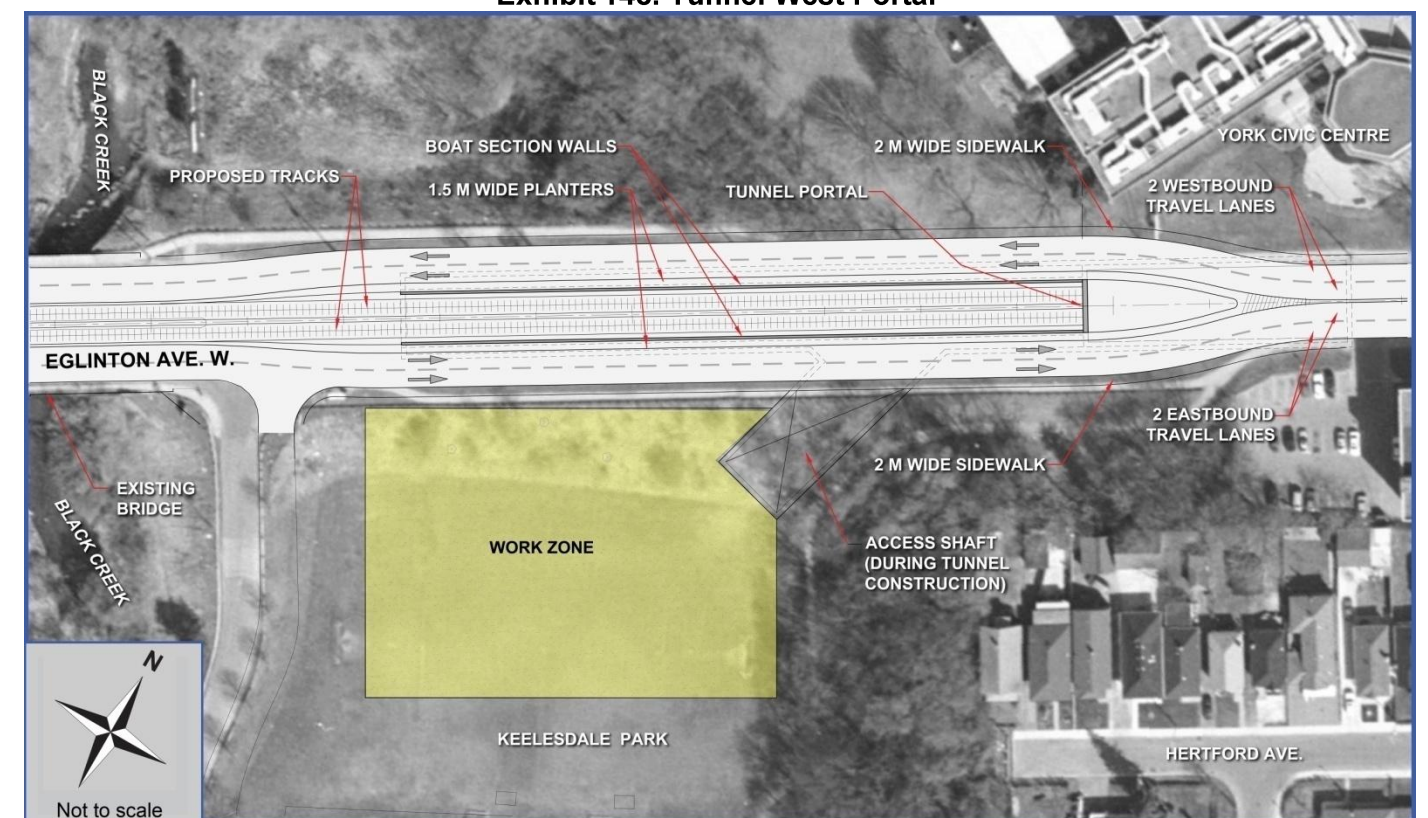 Exhibit 14c: Tunnel West Portal
BLACK CREEK
PROPOSED TRACKS
BOAT SECTION WALLS
1.5 M WIDE PLANTERS
TUNNEL PORTAL
2 M WIDE SIDEWALK
YORK CIVIC CENTRE
2 WESTBOUND
TRAVEL LANES
EGLINTON AVE. W.
EXISTING
BRIDGE
BLACK CREEK
WORK ZONE
ACCESS SHAFT
(DURING TUNNEL
CONSTRUCTION)
2 M WIDE SIDEWALK
2 EASTBOUND
TRAVEL LANES
KEELESDALE PARK
HERTFORD AVE.
N
Not to scale